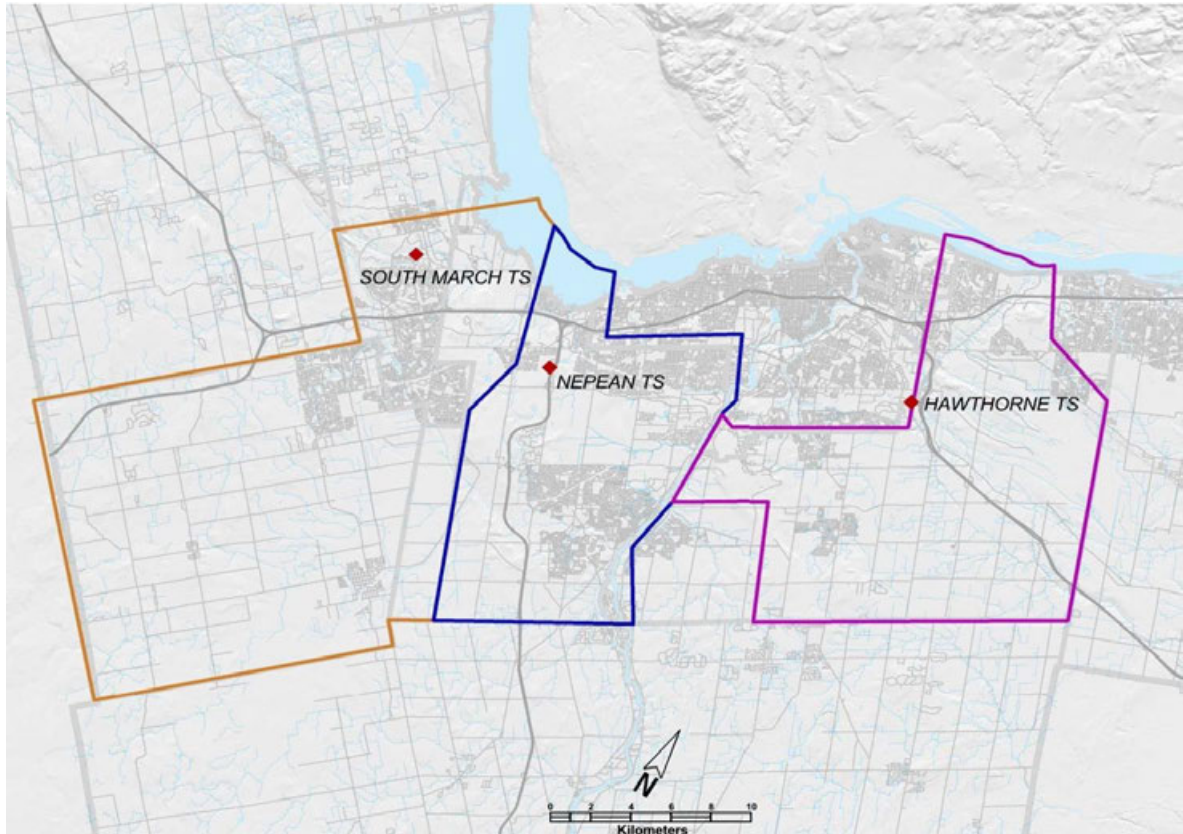 SOUTH MARCH TS
NEPEAN TS
HAWTHORNE TS
N
0 2 4 6 8 10
Kilometers